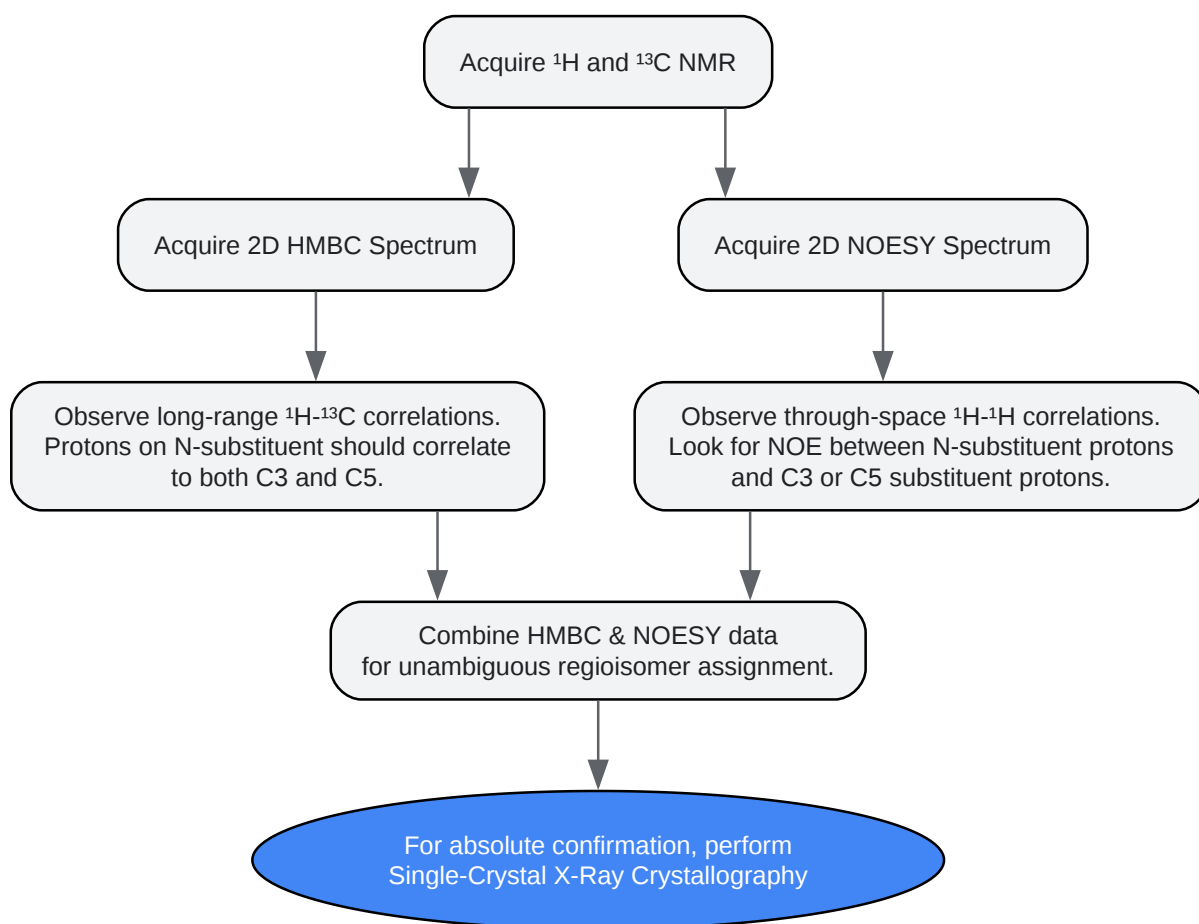 Acquire ¹H and ¹³C NMR
Acquire 2D HMBC Spectrum
Acquire 2D NOESY Spectrum
Observe long-range ¹H-¹³C correlations.
Protons on N-substituent should correlate
to both C3 and C5.
Observe through-space ¹H-¹H correlations.
Look for NOE between N-substituent protons
and C3 or C5 substituent protons.
Combine HMBC & NOESY data
for unambiguous regioisomer assignment.
For absolute confirmation, perform
Single-Crystal X-Ray Crystallography